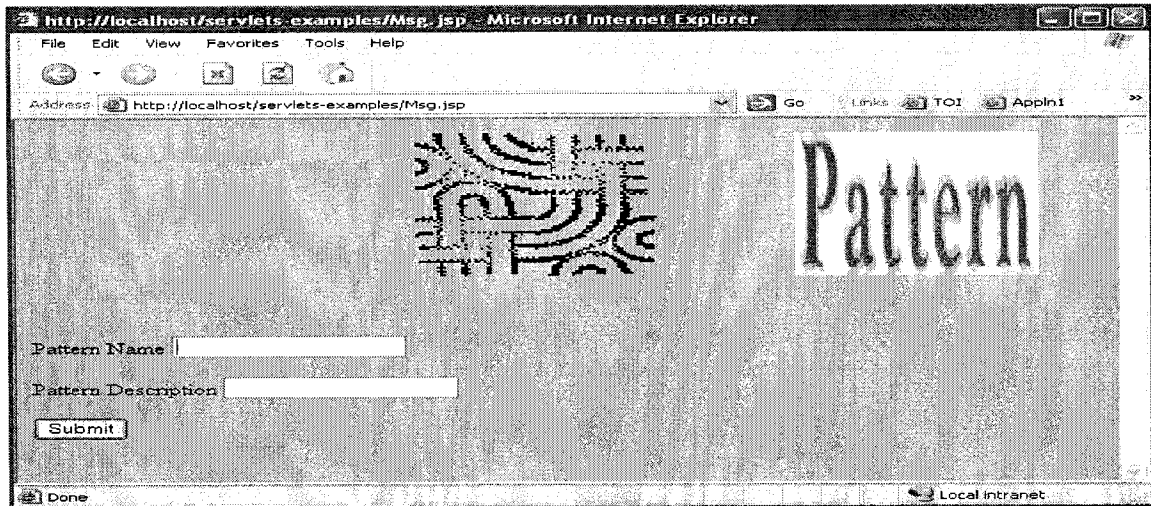 http://localhost/servlets-examples/Msg.jsp - Microsoft Internet Explorer
File Edit View Favorites Tools Help
Address http://localhost/servlets-examples/Msg.jsp Go Links TOI Appln1 »
Pattern
Pattern Name
Pattern Description
Submit
Done Local intranet